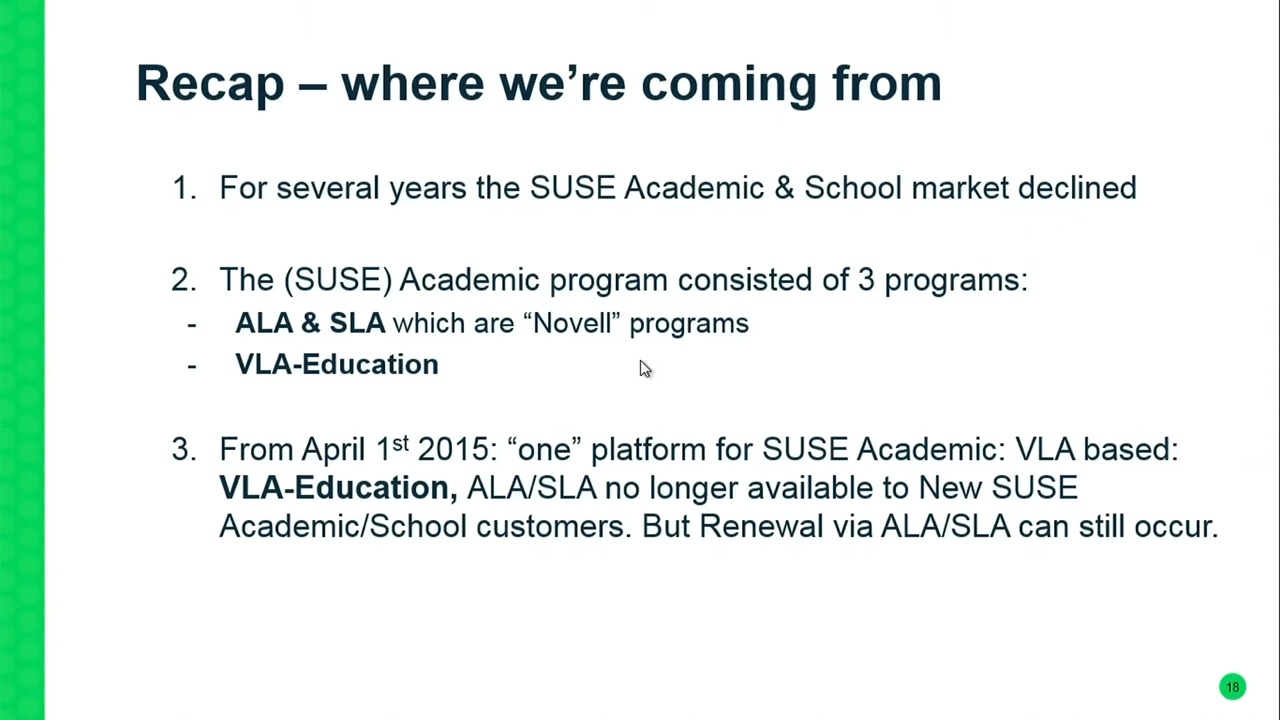 Recap – where we’re coming from
1. For several years the SUSE Academic & School market declined
2. The (SUSE) Academic program consisted of 3 programs:
- ALA & SLA which are “Novell” programs
- VLA-Education
3. From April 1st 2015: “one” platform for SUSE Academic: VLA based:
VLA-Education, ALA/SLA no longer available to New SUSE
Academic/School customers. But Renewal via ALA/SLA can still occur.
18